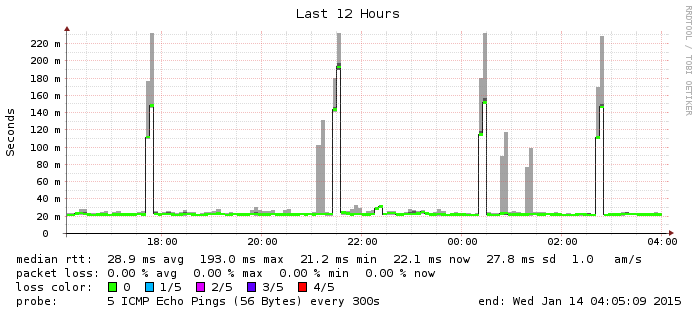 Last 12 Hours
RRDTOOL / TOBI OETIKER
Seconds
220 m
200 m
180 m
160 m
140 m
120 m
100 m
80 m
60 m
40 m
20 m
0
18:00 20:00 22:00 00:00 02:00 04:00
median rtt: 28.9 ms avg 193.0 ms max 21.2 ms min 22.1 ms now 27.8 ms sd 1.0 am/s
packet loss: 0.00 % avg 0.00 % max 0.00 % min 0.00 % now
loss color: 0 1/5 2/5 3/5 4/5
probe: 5 ICMP Echo Pings (56 Bytes) every 300s end: Wed Jan 14 04:05:09 2015